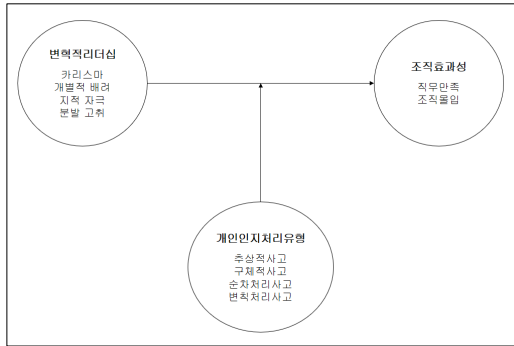 변혁적리더십
카리스마
개별적 배려
지적 자극
분발 고취
조직효과성
직무만족
조직몰입
개인인지처리유형
추상적사고
구체적사고
순차처리사고
변칙처리사고